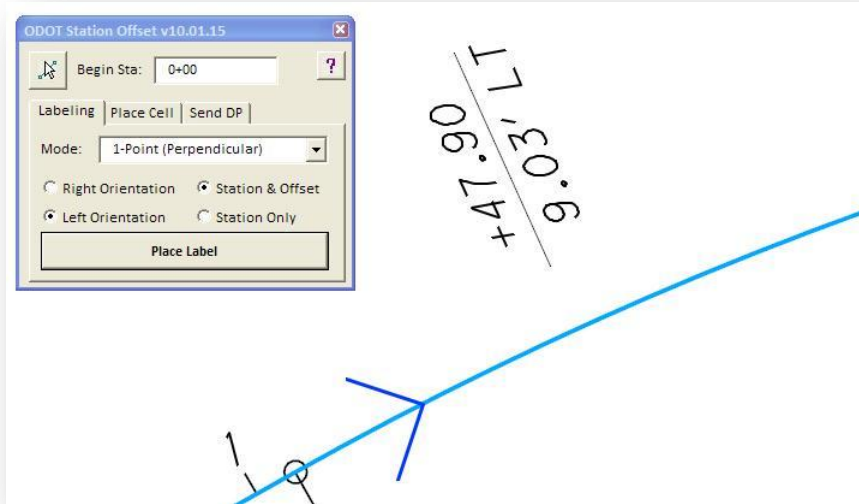 ODOT Station Offset v10.01.15
Begin Sta: 0+00
?
Labeling
Place Cell
Send DP
Mode: 1-Point (Perpendicular)
Right Orientation
Station & Offset
Left Orientation
Station Only
Place Label
+47.90
9.03' LT
1